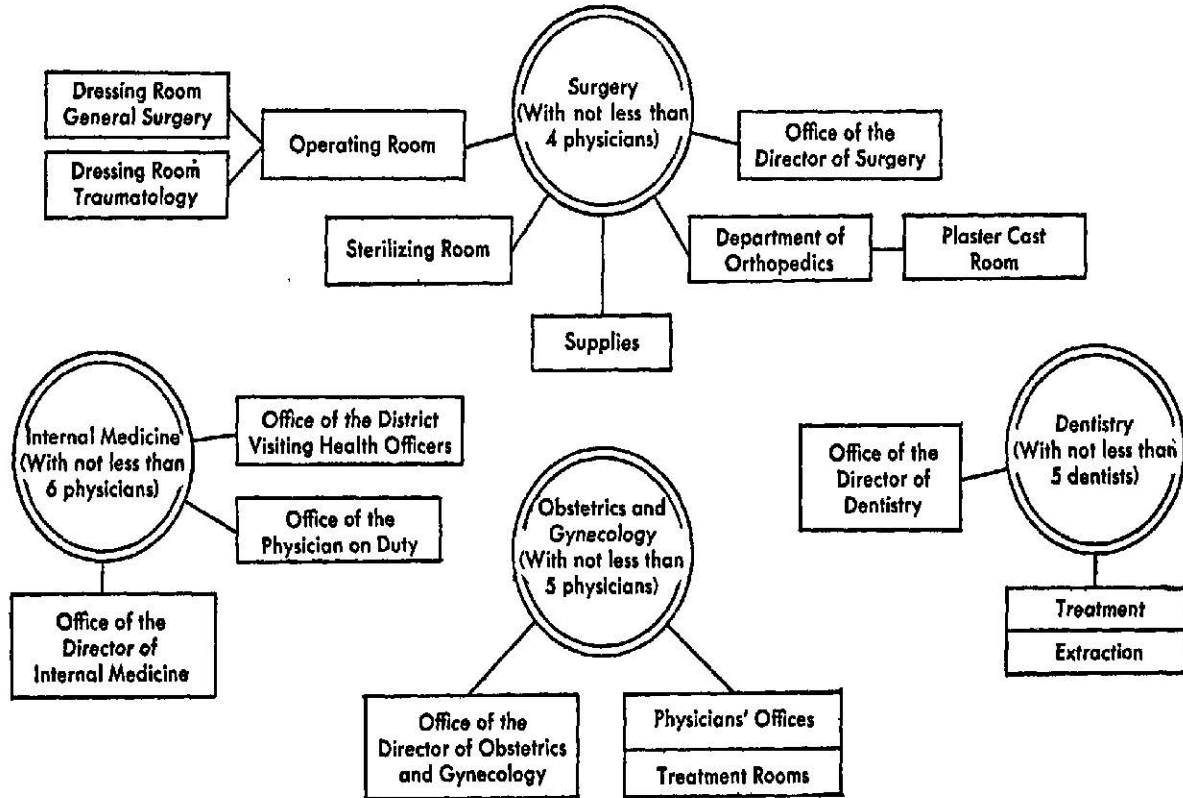 Surgery
(With not less than
4 physicians)
Dressing Room
General Surgery
Dressing Room
Traumatology
Operating Room
Office of the
Director of Surgery
Sterilizing Room
Department of
Orthopedics
Plaster Cast
Room
Supplies
Internal Medicine
(With not less than
6 physicians)
Office of the District
Visiting Health Officers
Office of the
Physician on Duty
Office of the
Director of
Internal Medicine
Obstetrics and
Gynecology
(With not less than
5 physicians)
Office of the
Director of Obstetrics
and Gynecology
Physicians' Offices
Treatment Rooms
Dentistry
(With not less than
5 dentists)
Office of the
Director of
Dentistry
Treatment
Extraction